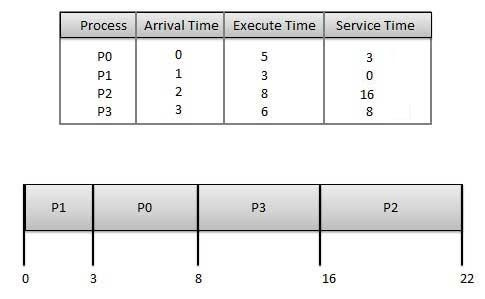 Process Arrival Time Execute Time Service Time
P0 0 5 3
P1 1 3 0
P2 2 8 16
P3 3 6 8
P1 P0 P3 P2
0 3 8 16 22